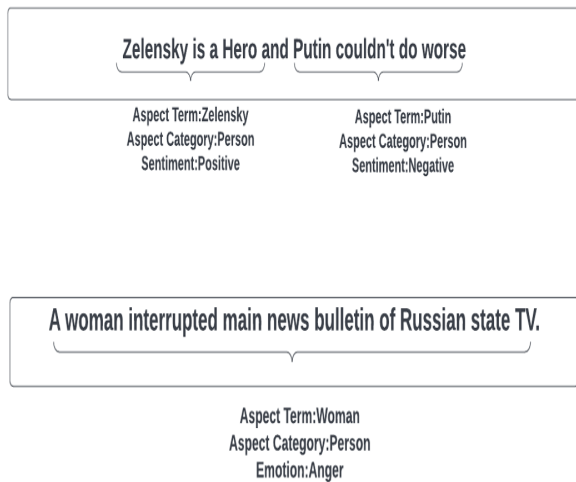 Zelensky is a Hero and Putin couldn't do worse
Aspect Term:Zelensky
Aspect Category:Person
Sentiment:Positive
Aspect Term:Putin
Aspect Category:Person
Sentiment:Negative
A woman interrupted main news bulletin of Russian state TV.
Aspect Term:Woman
Aspect Category:Person
Emotion:Anger